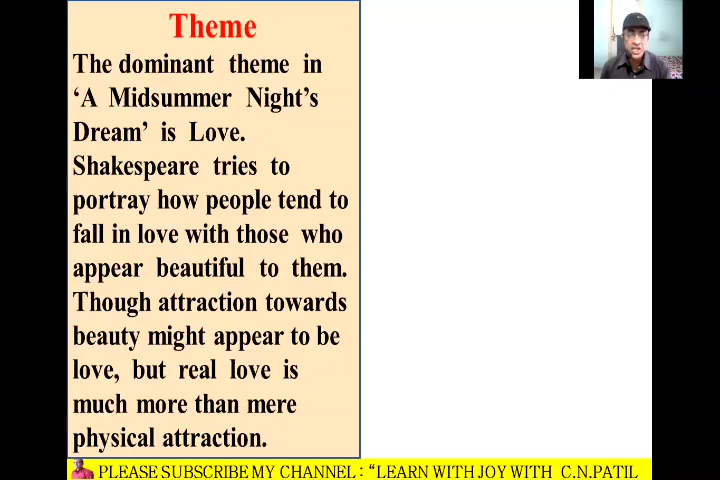 Theme
The dominant theme in
‘A Midsummer Night’s
Dream’ is Love.
Shakespeare tries to
portray how people tend to
fall in love with those who
appear beautiful to them.
Though attraction towards
beauty might appear to be
love, but real love is
much more than mere
physical attraction.
PLEASE SUBSCRIBE MY CHANNEL : “LEARN WITH JOY WITH C.N.PATIL